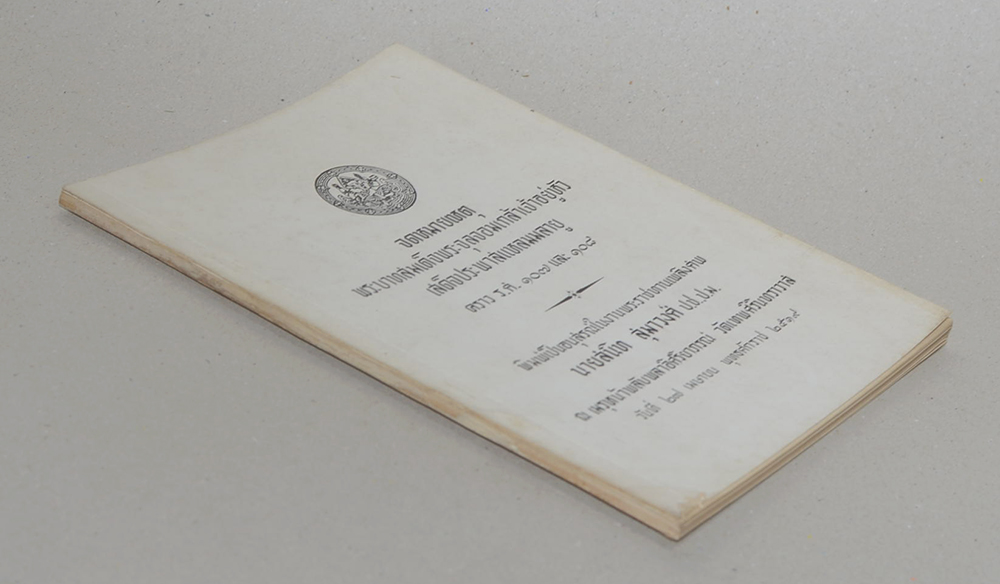 จดหมายเหตุ
พระบาทสมเด็จพระจุลจอมเกล้าเจ้าอยู่หัว
เสด็จประพาสแหลมมลายู
คราว ร.ศ. ๑๐๗ และ ๑๐๙
พิมพ์เป็นอนุสรณ์ในงานพระราชทานเพลิงศพ
นายสนิท สุมาวงศ์ ป.ช.,ป.ม.
ณ เมรุหน้าพลับพลาอิศริยาภรณ์ วัดเทพศิรินทราวาส
วันที่ ๒๗ เมษายน พุทธศักราช ๒๕๑๙